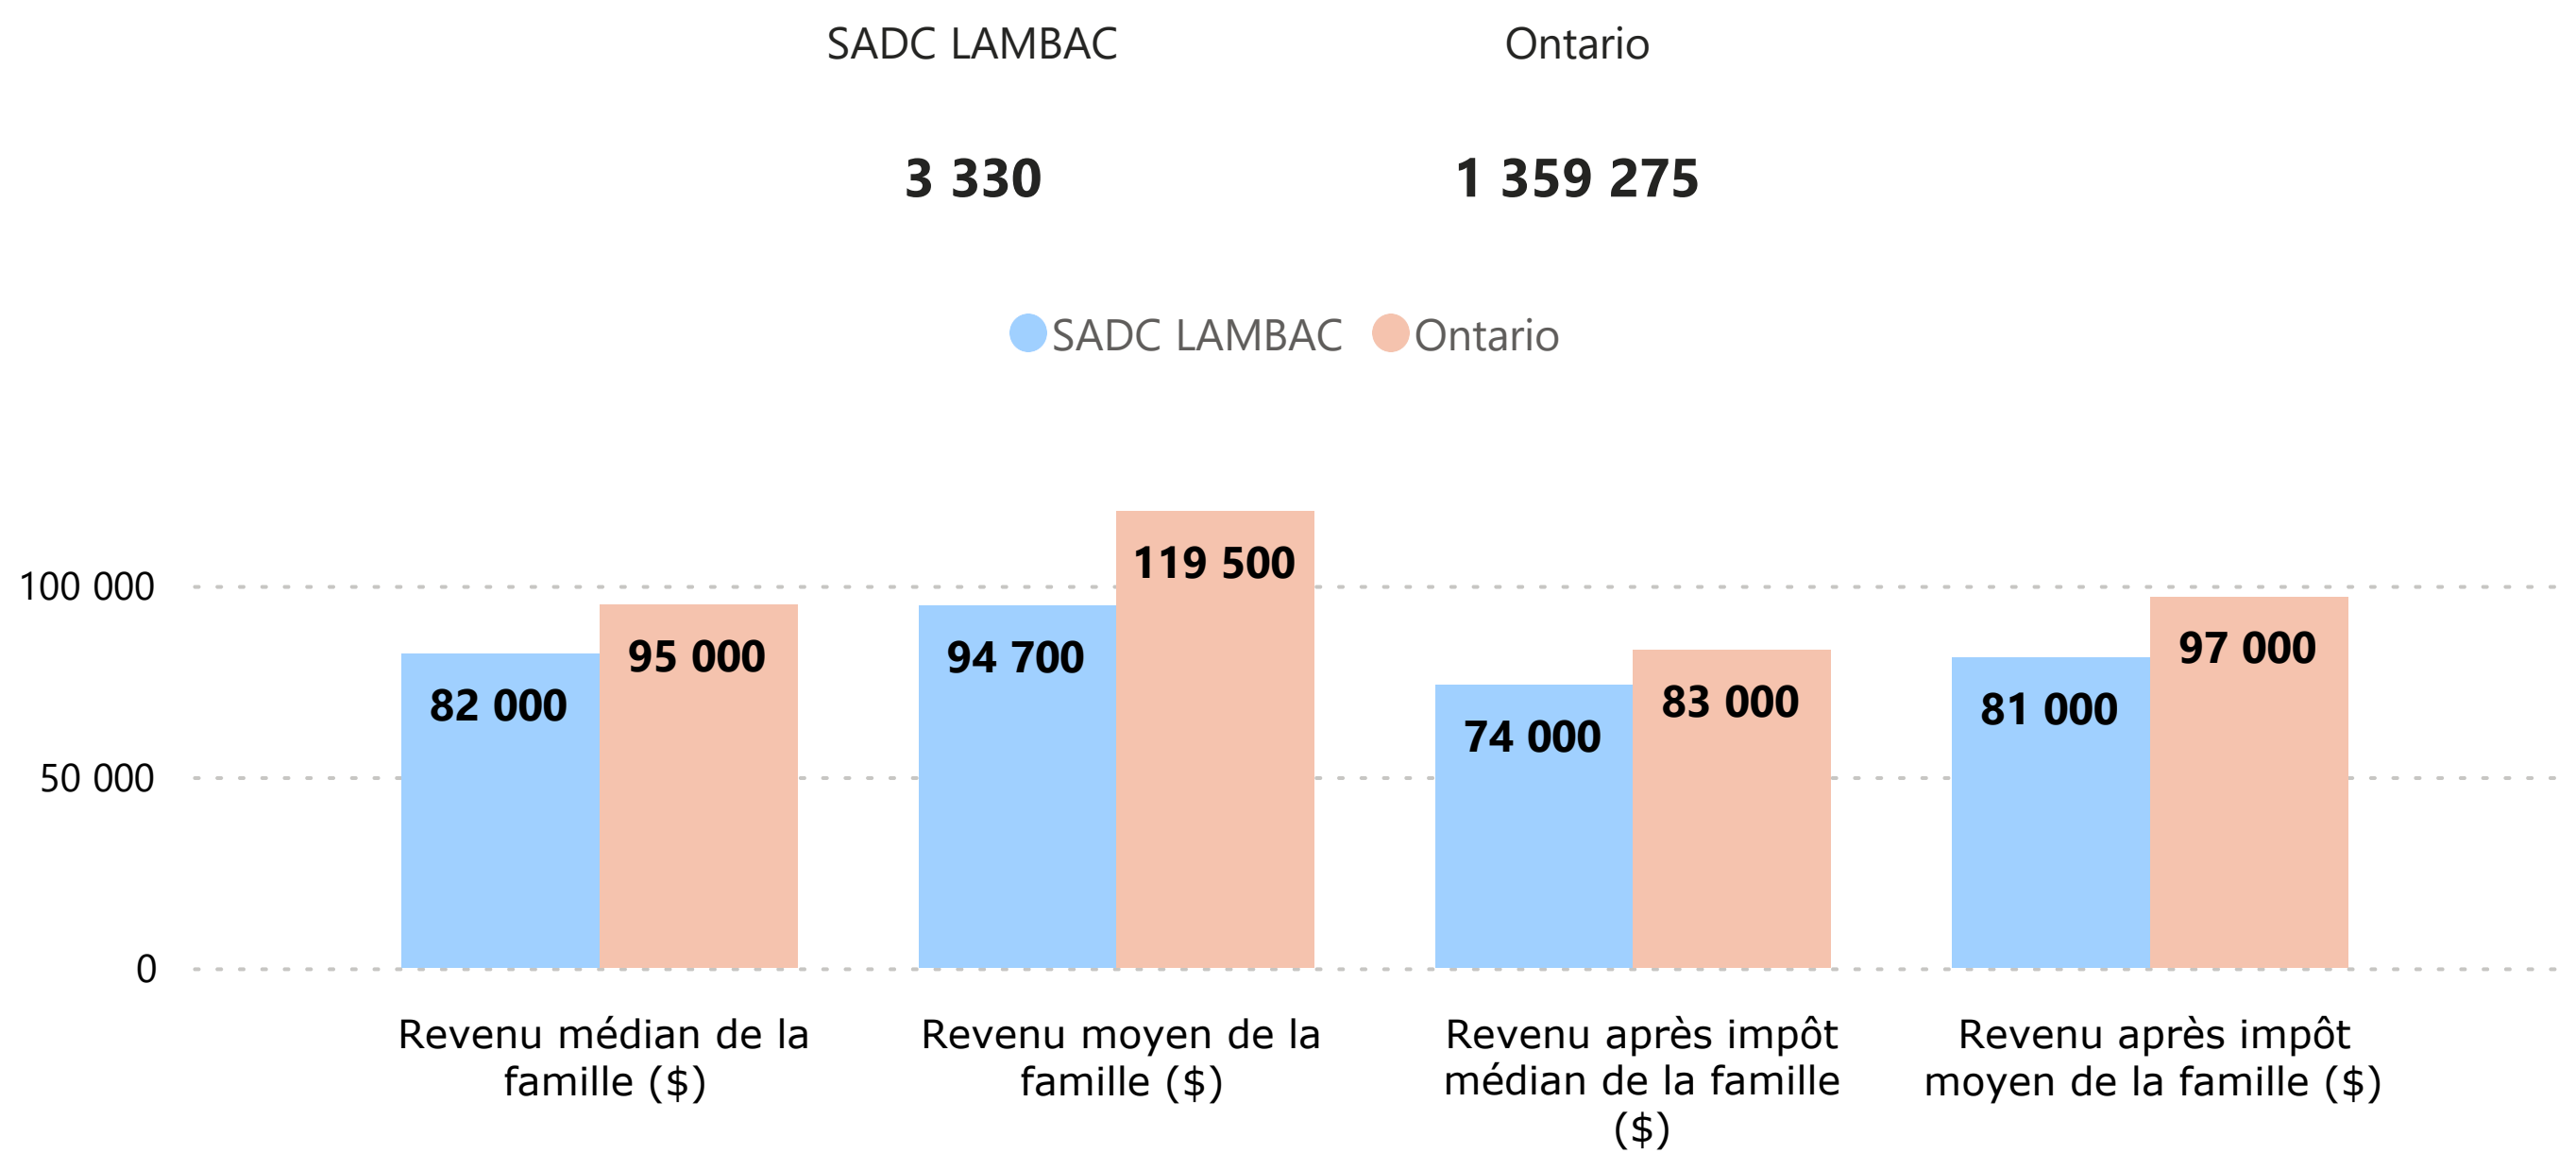 SADC LAMBAC Ontario
3 330 1 359 275
SADC LAMBAC Ontario
119 500
100 000
95 000 94 700 97 000
82 000 83 000 81 000
74 000
50 000
0
Revenu médian de la
famille ($)
Revenu moyen de la
famille ($)
Revenu après impôt
médian de la famille
($)
Revenu après impôt
moyen de la famille ($)